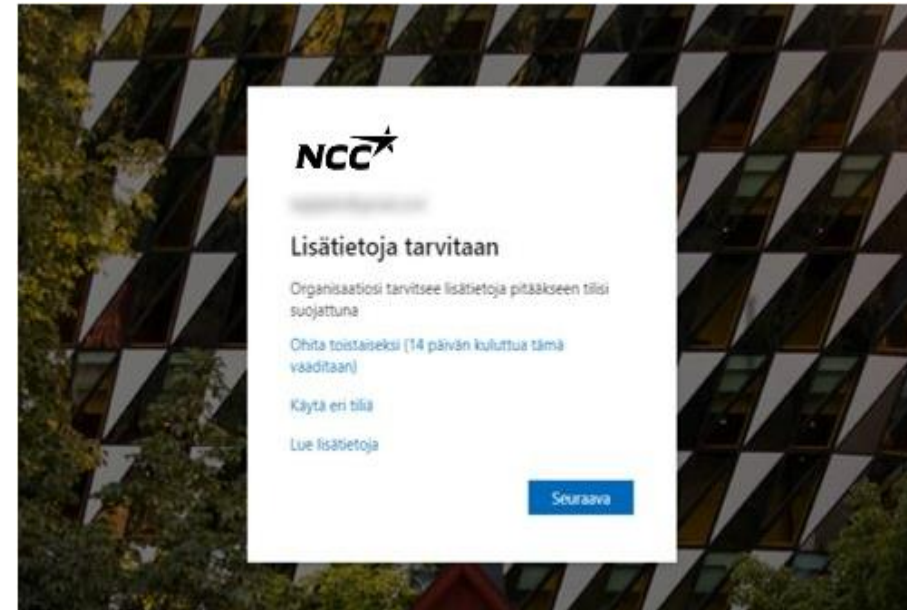 NCC
Lisätietoja tarvitaan
Organisaatiosi tarvitsee lisätietoja pitääkseen tilisi
suojattuna
Ohita toistaiseksi (14 päivän kuluttua tämä
vaaditaan)
Käytä eri tiliä
Lue lisätietoja
Seuraava